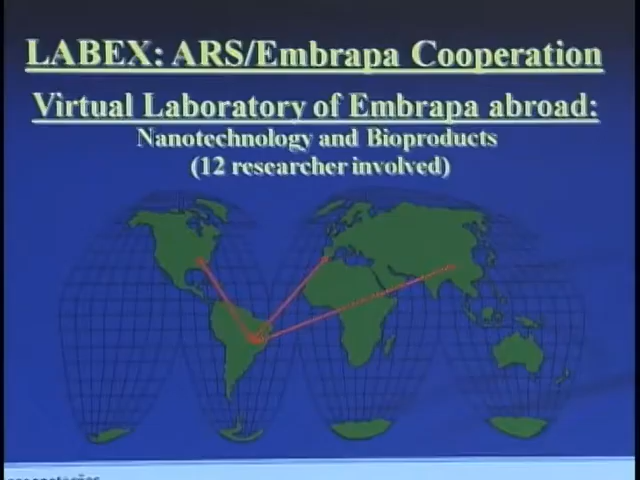 LABEX: ARS/Embrapa Cooperation
Virtual Laboratory of Embrapa abroad:
Nanotechnology and Bioproducts
(12 researcher involved)